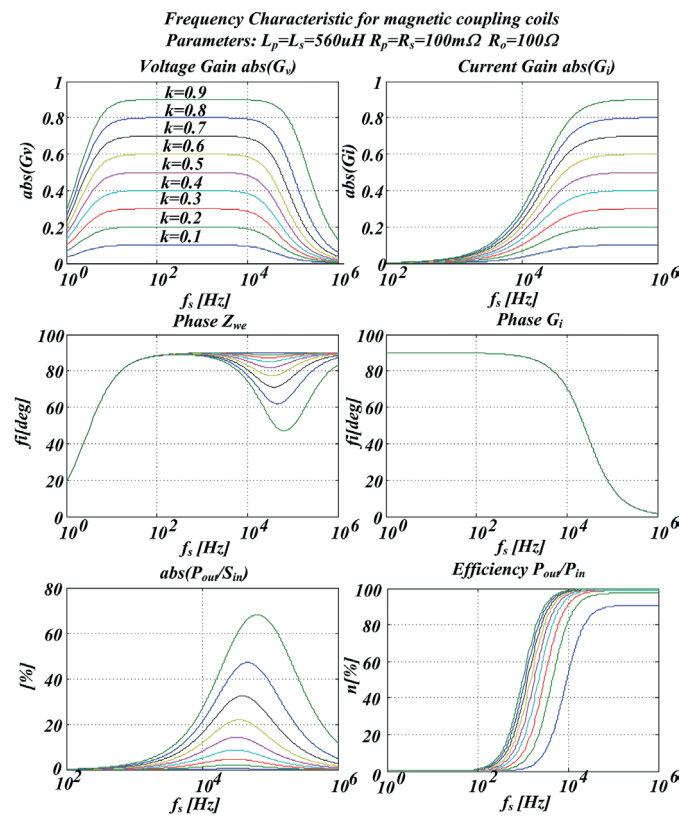 Frequency Characteristic for magnetic coupling coils
Parameters: Lp=Ls=560uH Rp=Rs=100mΩ Ro=100Ω
Voltage Gain abs(Gv)
Current Gain abs(Gi)
abs(Gv)
1
0.8
0.6
0.4
0.2
0
k=0.9
k=0.8
k=0.7
k=0.6
k=0.5
k=0.4
k=0.3
k=0.2
k=0.1
10^0 10^2 10^4 10^6
fs [Hz]
abs(Gi)
1
0.8
0.6
0.4
0.2
0
10^2 10^4 10^6
fs [Hz]
Phase Zwe
Phase Gi
fi[deg]
100
80
60
40
20
0
10^0 10^2 10^4 10^6
fs [Hz]
fi[deg]
100
80
60
40
20
0
10^0 10^2 10^4 10^6
fs [Hz]
abs(Pout/Sin)
Efficiency Pout/Pin
[%]
80
60
40
20
0
10^2 10^4 10^6
fs [Hz]
n[%]
100
80
60
40
20
0
10^0 10^2 10^4 10^6
fs [Hz]